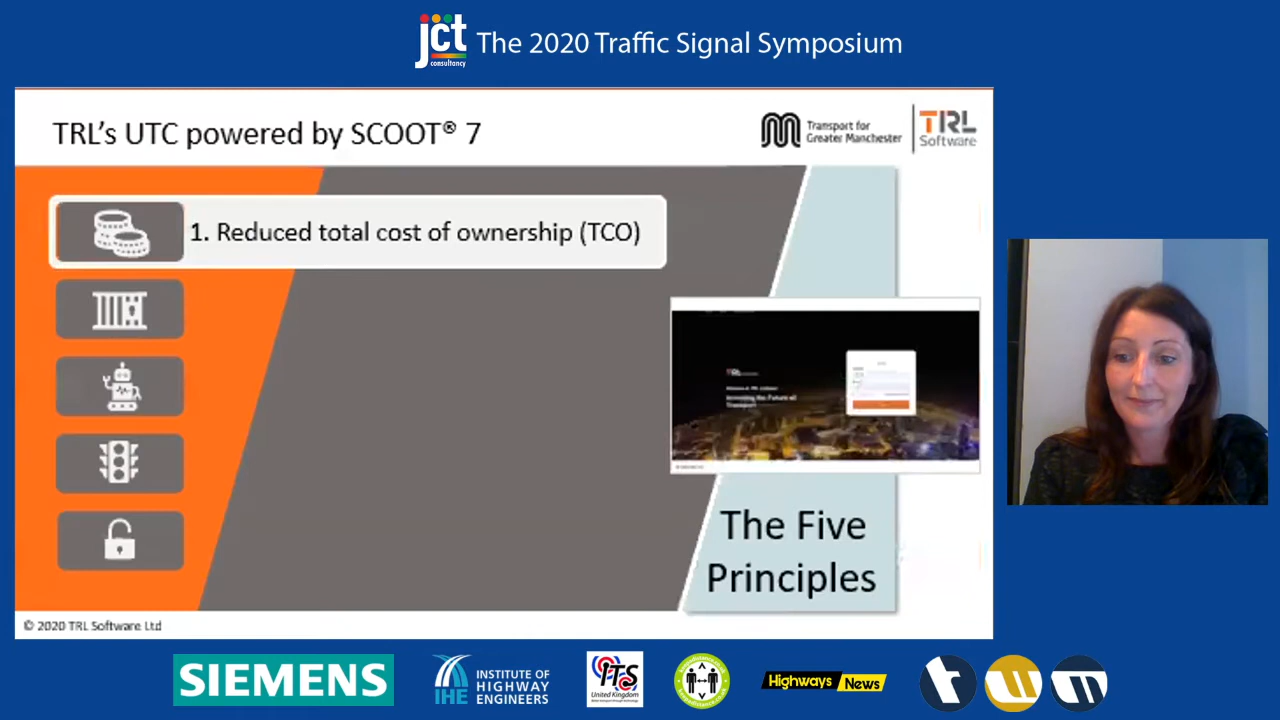 jct
consultancy
The 2020 Traffic Signal Symposium
TRL's UTC powered by SCOOT® 7
Transport for
Greater Manchester
TRL
Software
1. Reduced total cost of ownership (TCO)
The Five
Principles
© 2020 TRL Software Ltd
SIEMENS
IHE
INSTITUTE OF
HIGHWAY
ENGINEERS
ITS
United Kingdom
Highways
News